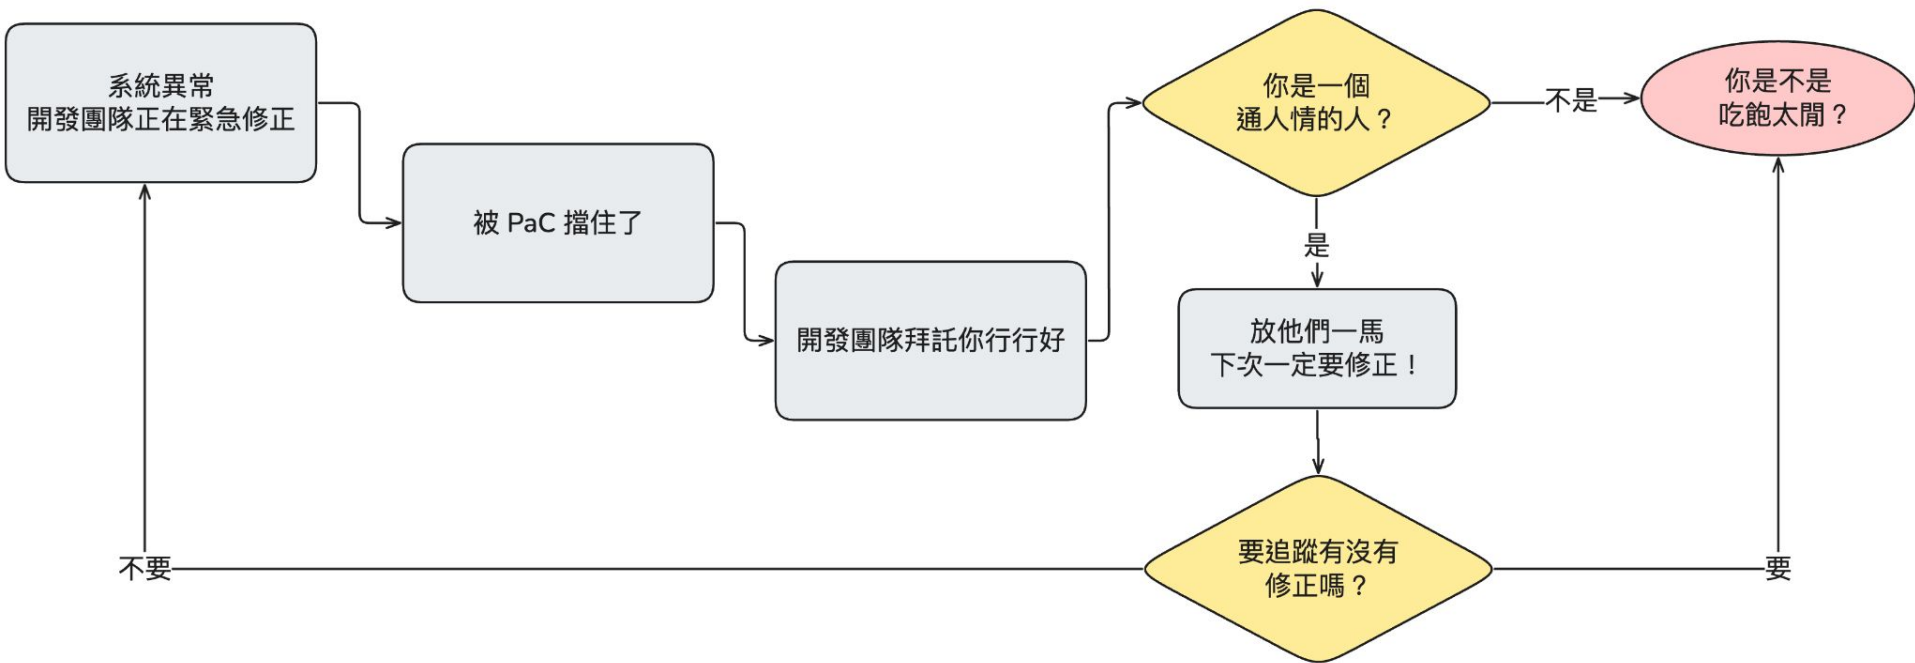 系統異常
開發團隊正在緊急修正
被 PaC 擋住了
開發團隊拜託你行行好
你是一個
通人情的人？
不是
你是不是
吃飽太閒？
是
放他們一馬
下次一定要修正！
要追蹤有沒有
修正嗎？
不要
要